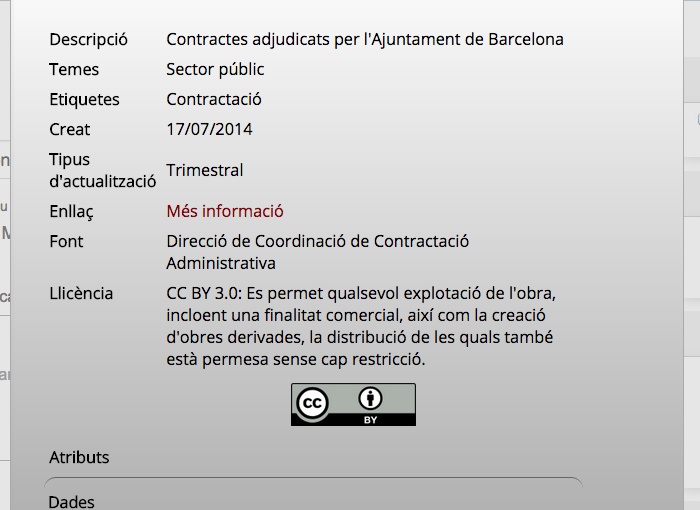 Descripció Contractes adjudicats per l'Ajuntament de Barcelona
Temes Sector públic
Etiquetes Contractació
Creat 17/07/2014
Tipus
d'actualització Trimestral
Enllaç Més informació
Font Direcció de Coordinació de Contractació
Administrativa
Llicència CC BY 3.0: Es permet qualsevol explotació de l'obra,
incloent una finalitat comercial, així com la creació
d'obres derivades, la distribució de les quals també
està permesa sense cap restricció.
CC
BY
Atributs
Dades